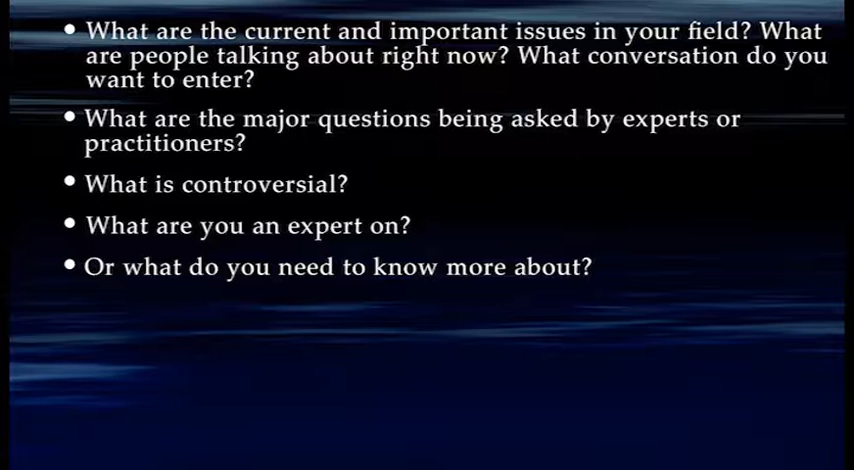 • What are the current and important issues in your field? What
are people talking about right now? What conversation do you
want to enter?
• What are the major questions being asked by experts or
practitioners?
• What is controversial?
• What are you an expert on?
• Or what do you need to know more about?